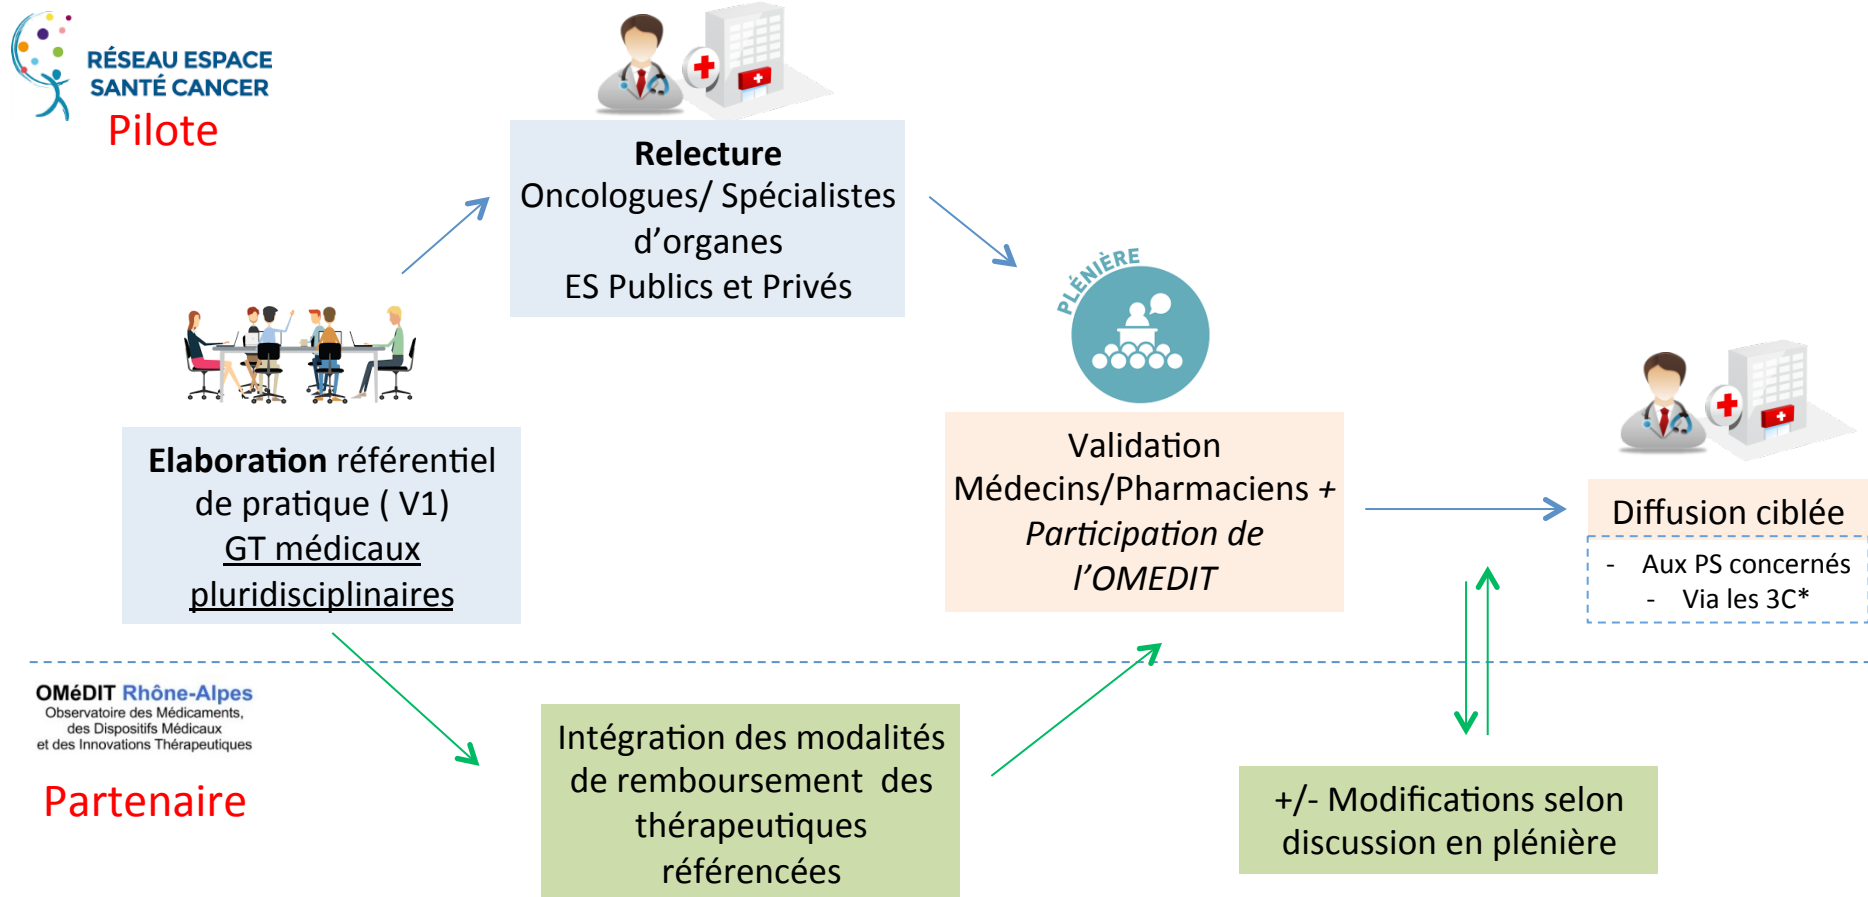 RÉSEAU ESPACE
SANTÉ CANCER
Pilote
Relecture
Oncologues/ Spécialistes
d’organes
ES Publics et Privés
PLÉNIÈRE
Elaboration référentiel
de pratique ( V1)
GT médicaux
pluridisciplinaires
Validation
Médecins/Pharmaciens +
Participation de
l’OMEDIT
Diffusion ciblée
- Aux PS concernés
- Via les 3C*
OMéDIT Rhône-Alpes
Observatoire des Médicaments,
des Dispositifs Médicaux
et des Innovations Thérapeutiques
Partenaire
Intégration des modalités
de remboursement des
thérapeutiques
référencées
+/- Modifications selon
discussion en plénière